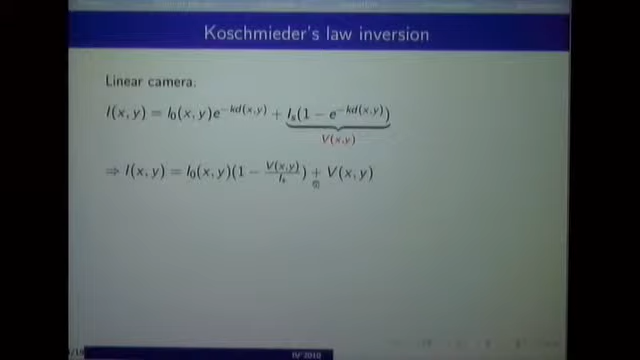 Koschmieder's law inversion
Linear camera:
I(x, y) = I₀(x, y)e^{−kd(x,y)} + Iₛ(1 − e^{−kd(x,y)})
V(x,y)
⇒ I(x, y) = I₀(x, y)(1 − V(x,y)/Iₛ) + V(x, y)
IV'2010